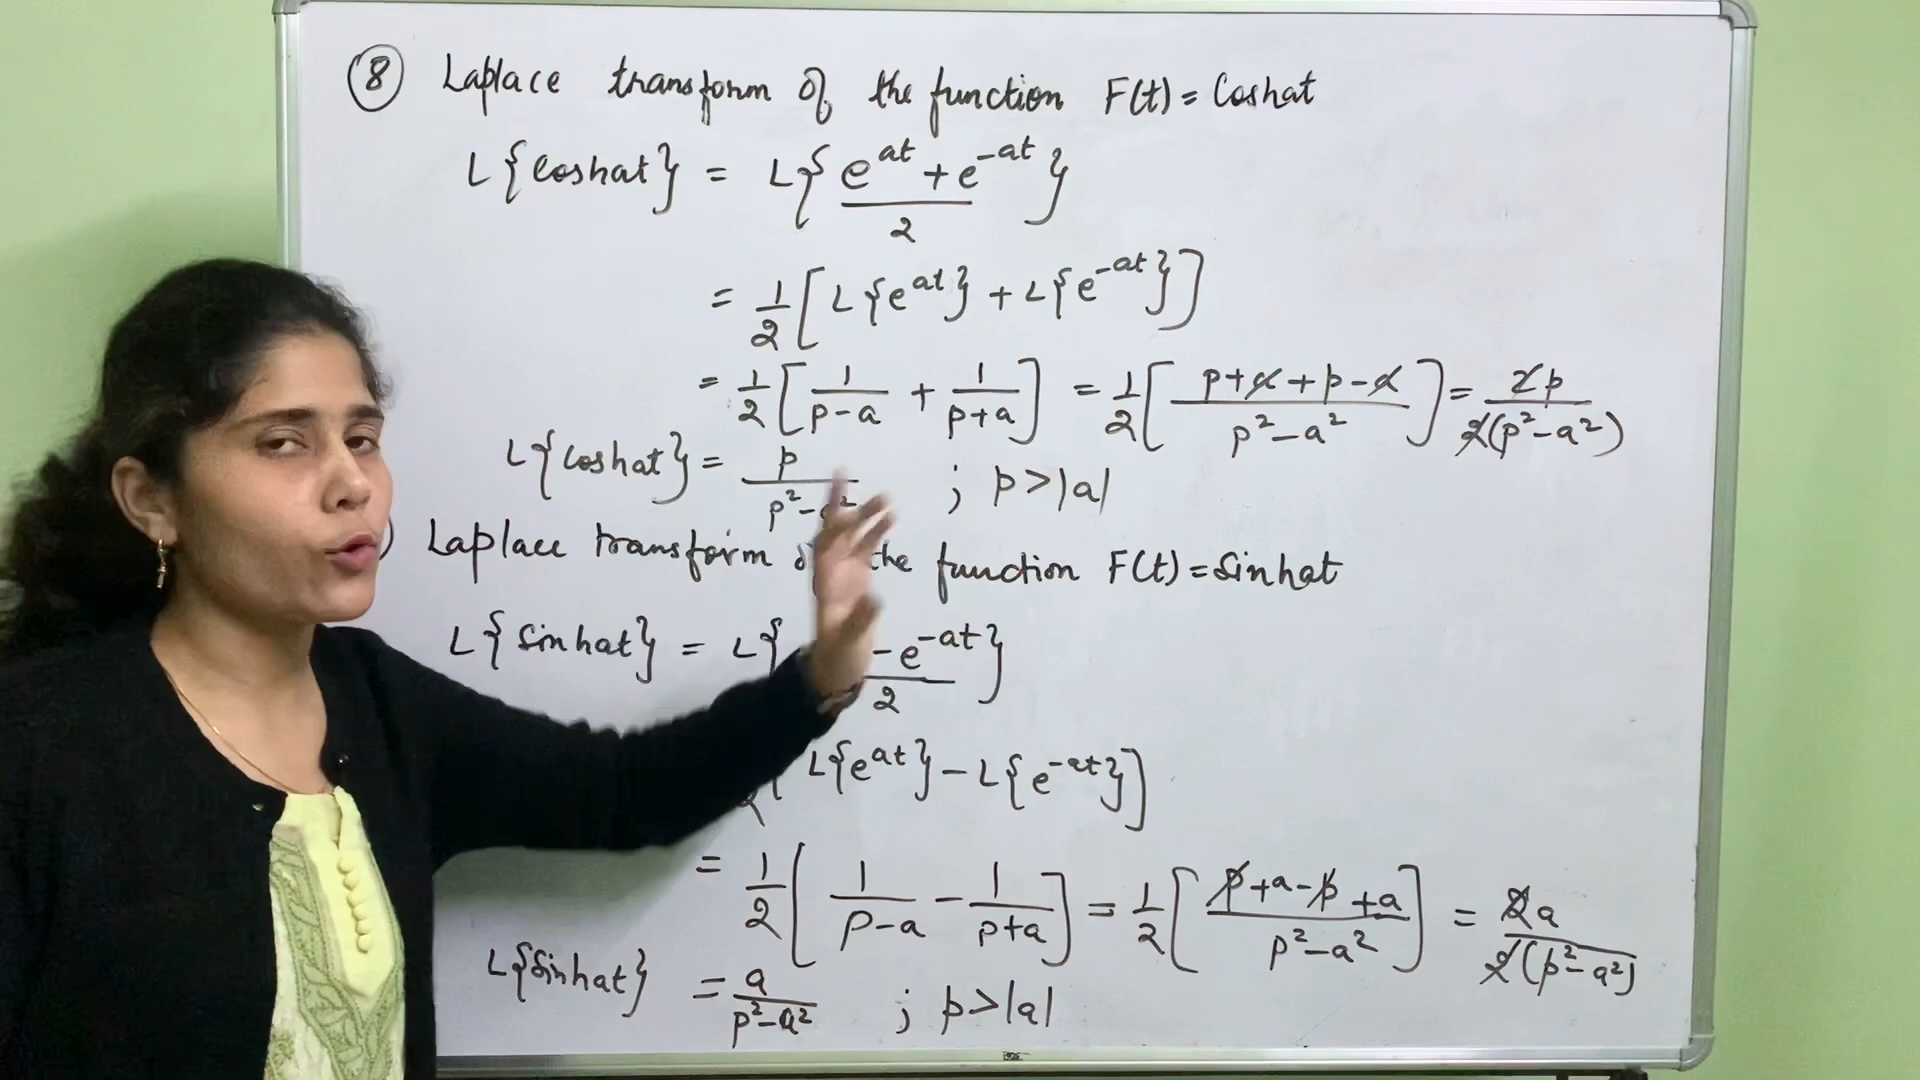 ⑧ Laplace transform of the function F(t) = Coshat
L{Coshat} = L{(e^at + e^-at)/2}
= 1/2 [L{e^at} + L{e^-at}]
= 1/2 [1/(p-a) + 1/(p+a)] = 1/2 [(p+a+p-a)/(p²-a²)] = 2p/(2(p²-a²))
L{Coshat} = p/(p²-a²) ; p>|a|
) Laplace transform the function F(t) = Sinhat
L{Sinhat} = L{ -e^-at/2}
L{e^at} - L{e^-at}]
= 1/2 [1/(p-a) - 1/(p+a)] = 1/2 [(p+a-p+a)/(p²-a²)] = 2a/(2(p²-a²))
L{Sinhat} = a/(p²-a²) ; p>|a|